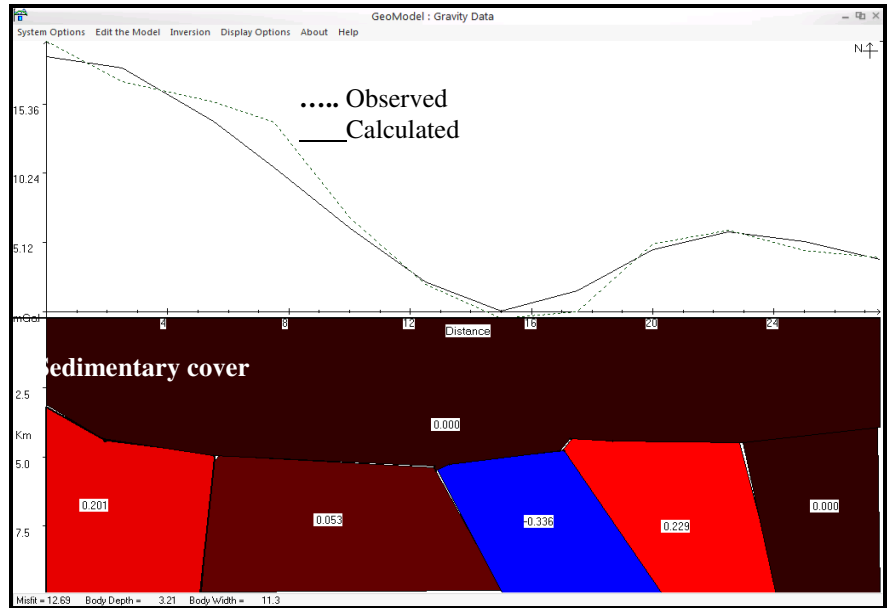 GeoModel : Gravity Data
System Options Edit the Model Inversion Display Options About Help
N
..... Observed
___Calculated
15.36
10.24
5.12
mGal
4 8 12 16 20 24
Distance
Sedimentary cover
2.5
Km
5.0
7.5
0.000
0.201
0.053
-0.336
0.229
0.000
Misfit = 12.69 Body Depth = 3.21 Body Width = 11.3